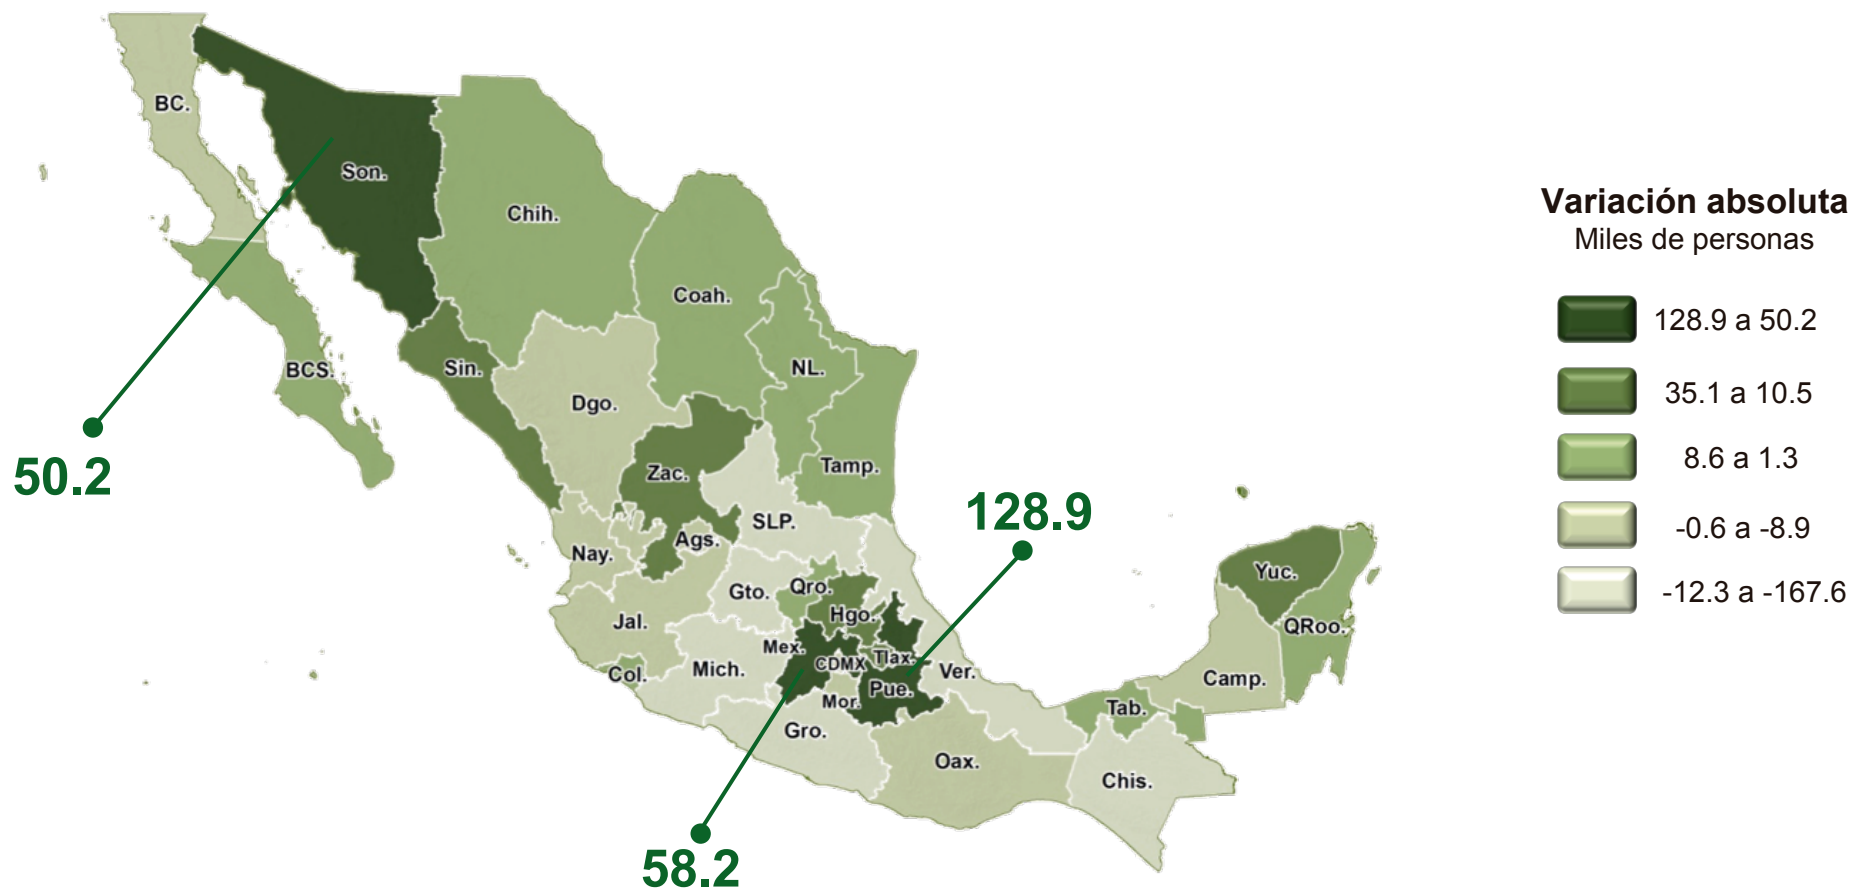 BC.
Son.
Chih.
Coah.
BCS.
Sin.
NL.
Dgo.
Zac.
Tamp.
50.2
SLP.
128.9
Nay.
Ags.
Gto.
Qro.
Hgo.
Yuc.
Jal.
QRoo.
Mex.
CDMX
Tlax.
Col.
Mich.
Ver.
Camp.
Mor.
Pue.
Tab.
Gro.
Oax.
Chis.
58.2
Variación absoluta
Miles de personas
128.9 a 50.2
35.1 a 10.5
8.6 a 1.3
-0.6 a -8.9
-12.3 a -167.6